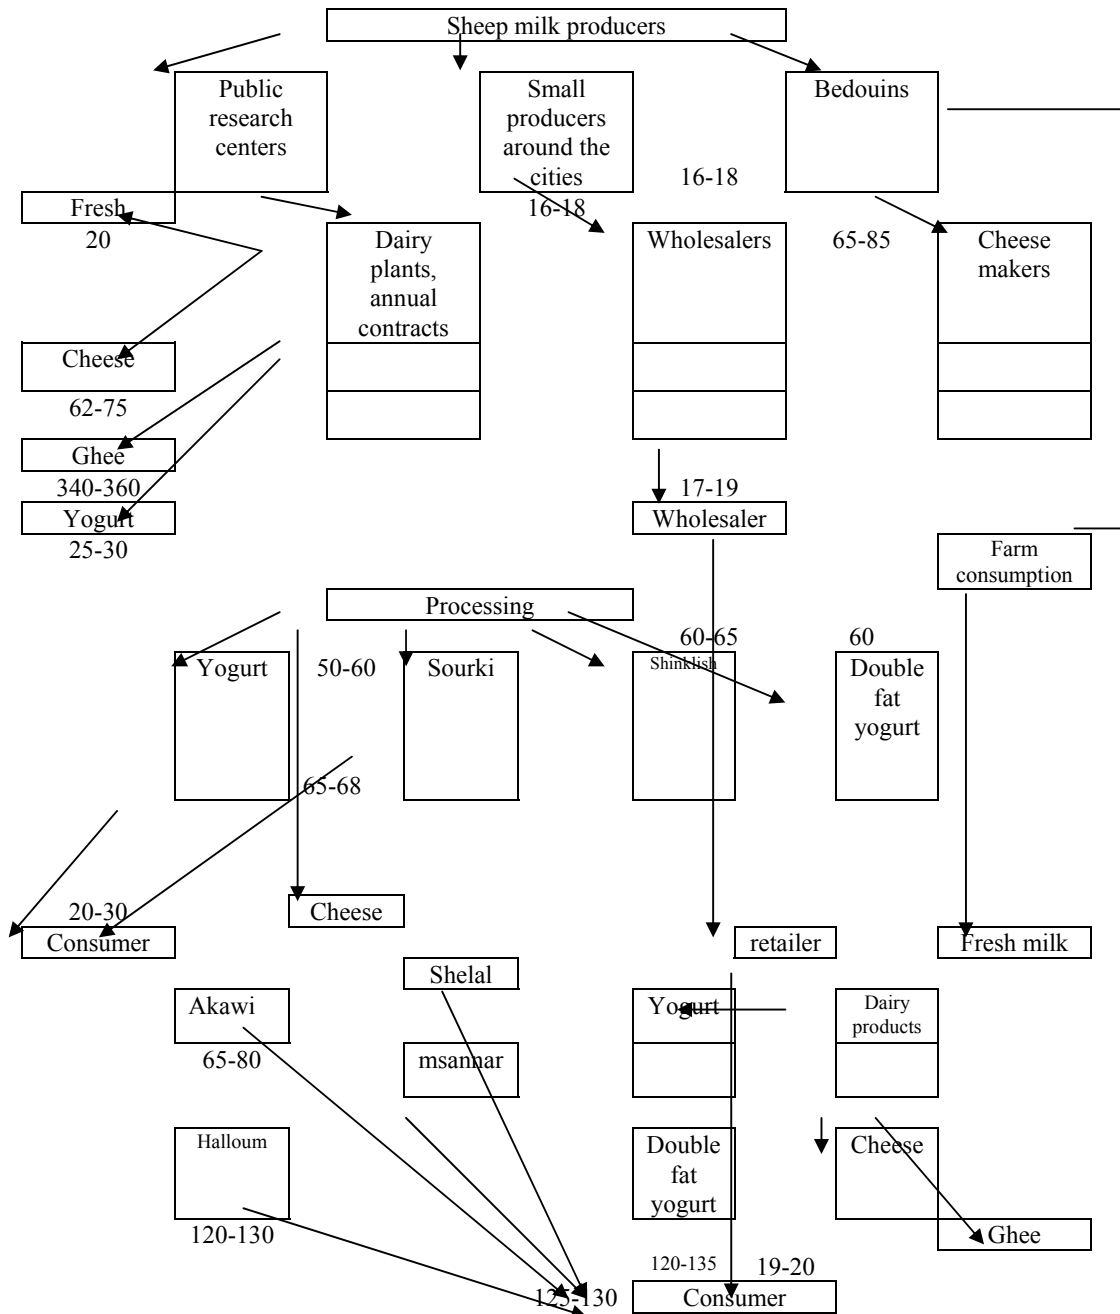 Sheep milk producers
Public
research
centers
Small
producers
around the
cities
Bedouins
16-18
Fresh
20
16-18
Dairy
plants,
annual
contracts
Wholesalers
65-85
Cheese
makers
Cheese
62-75
Ghee
340-360
Yogurt
25-30
17-19
Wholesaler
Farm
consumption
Processing
Yogurt
50-60
Sourki
60-65
Shinklish
60
Double
fat
yogurt
65-68
20-30
Consumer
Cheese
retailer
Fresh milk
Shelal
Akawi
65-80
msannar
Yogurt
Dairy
products
Halloum
120-130
Double
fat
yogurt
Cheese
Ghee
120-135
19-20
125-130
Consumer